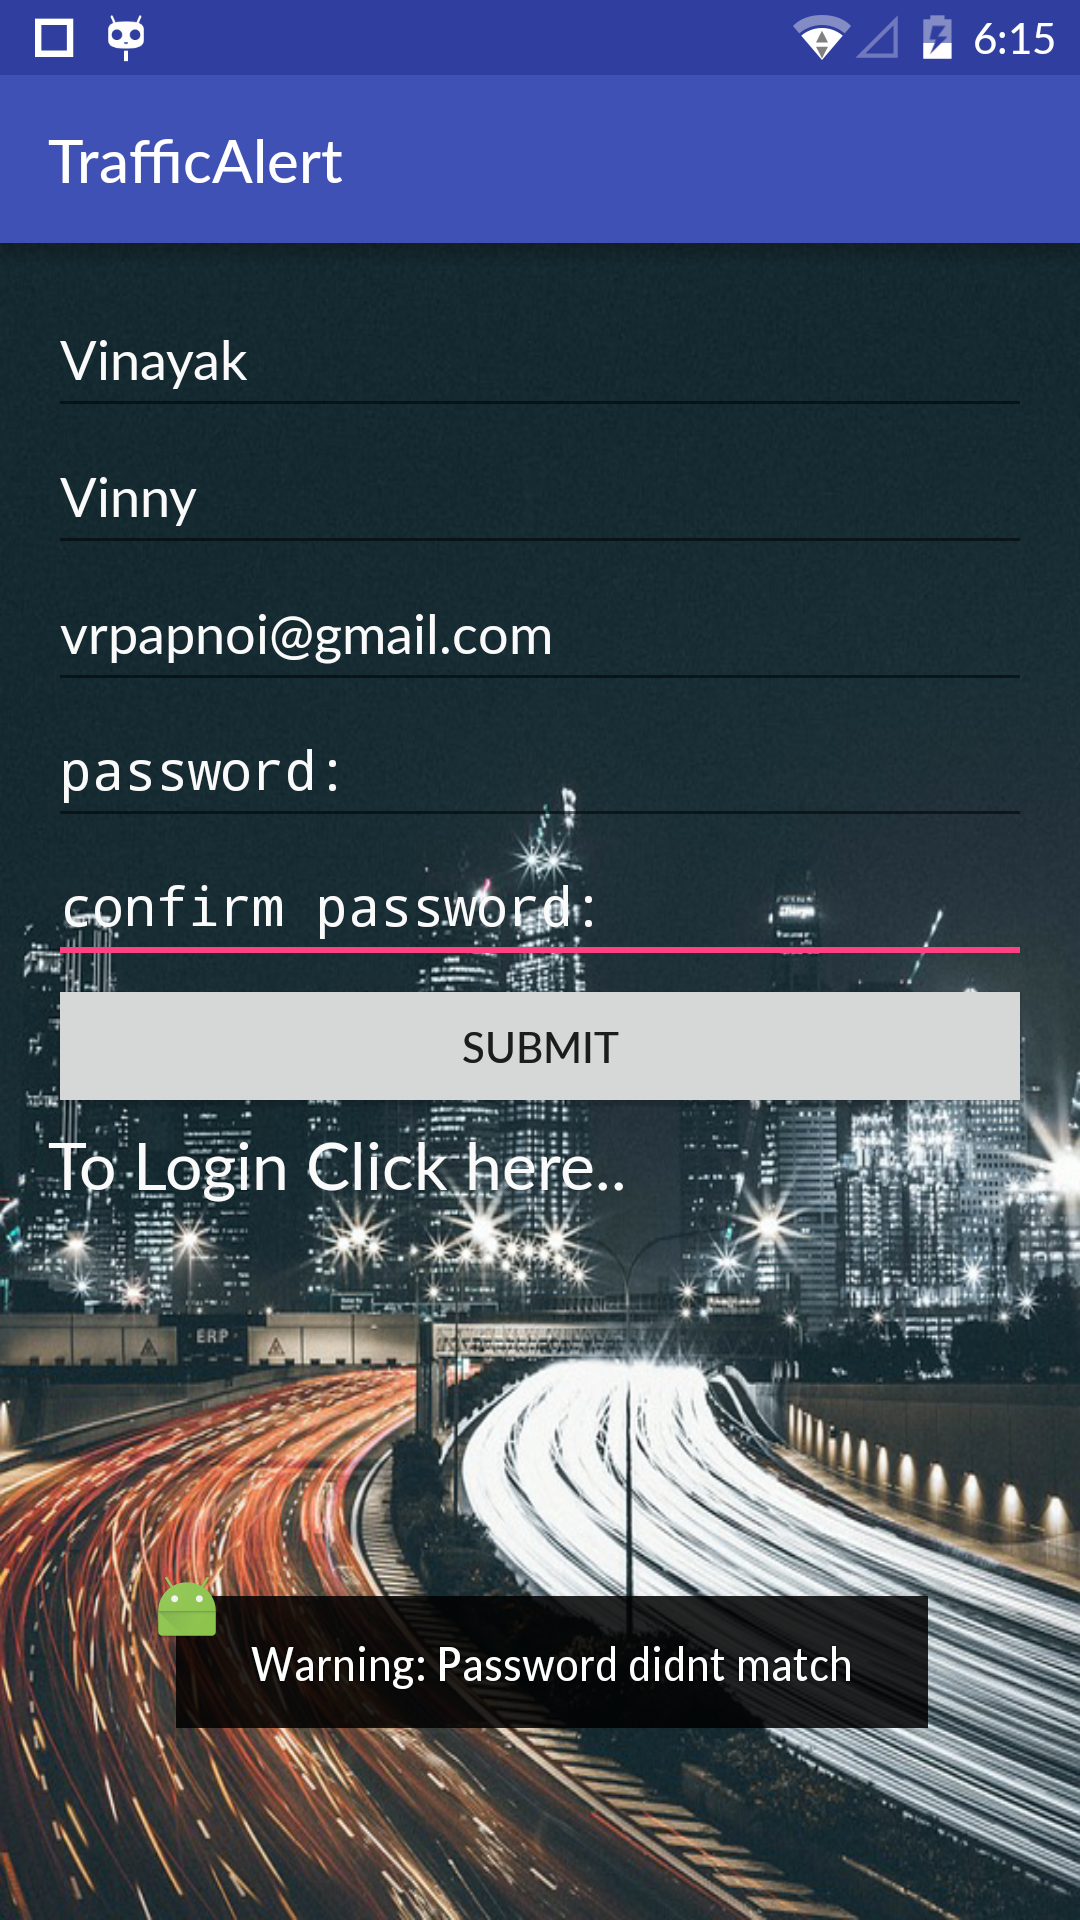 6:15
TrafficAlert
Vinayak
Vinny
vrpapnoi@gmail.com
password:
confirm password:
SUBMIT
To Login Click here..
ERP
Warning: Password didnt match